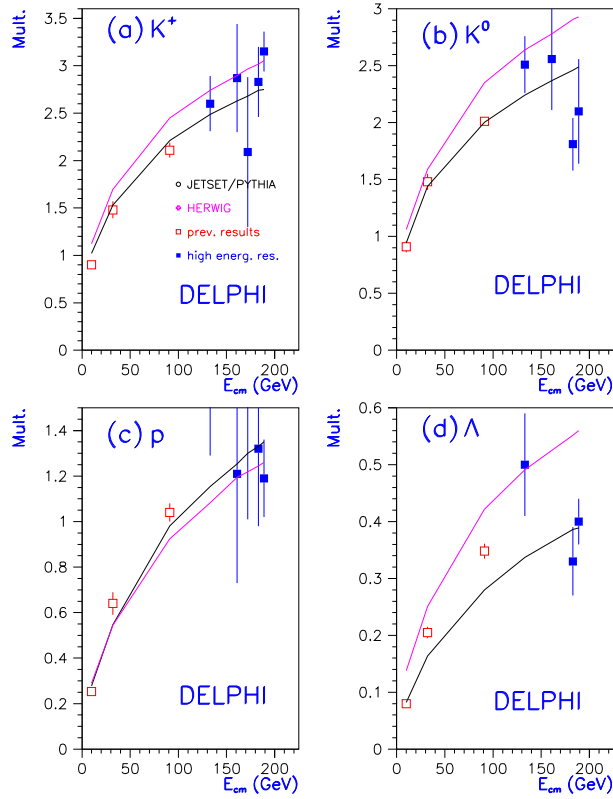 Mult.
(a) K+
4
3.5
3
2.5
2
1.5
1
0.5
0
JETSET/PYTHIA
HERWIG
prev. results
high energ. res.
DELPHI
0 50 100 150 200
Ecm (GeV)
Mult.
(b) K0
3
2.5
2
1.5
1
0.5
0
DELPHI
0 50 100 150 200
Ecm (GeV)
Mult.
(c) p
1.4
1.2
1
0.8
0.6
0.4
0.2
0
DELPHI
0 50 100 150 200
Ecm (GeV)
Mult.
(d) Λ
0.6
0.5
0.4
0.3
0.2
0.1
0
DELPHI
0 50 100 150 200
Ecm (GeV)